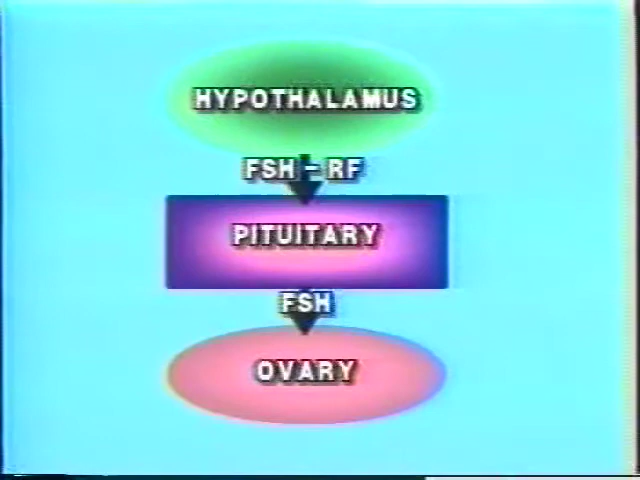 HYPOTHALAMUS
FSH - RF
PITUITARY
FSH
OVARY